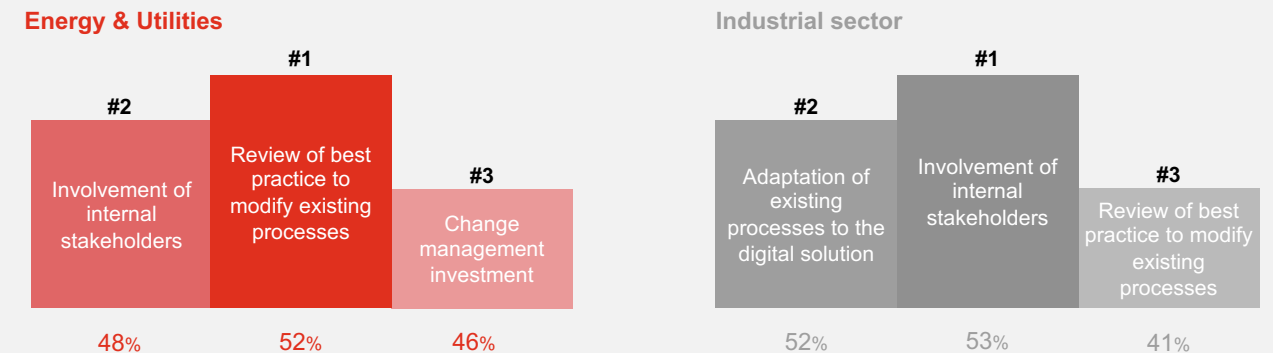 Energy & Utilities
#1
#2
#3
Involvement of
internal
stakeholders
Review of best
practice to
modify existing
processes
Change
management
investment
48%
52%
46%
Industrial sector
#1
#2
#3
Adaptation of
existing
processes to the
digital solution
Involvement of
internal
stakeholders
Review of best
practice to modify
existing
processes
52%
53%
41%